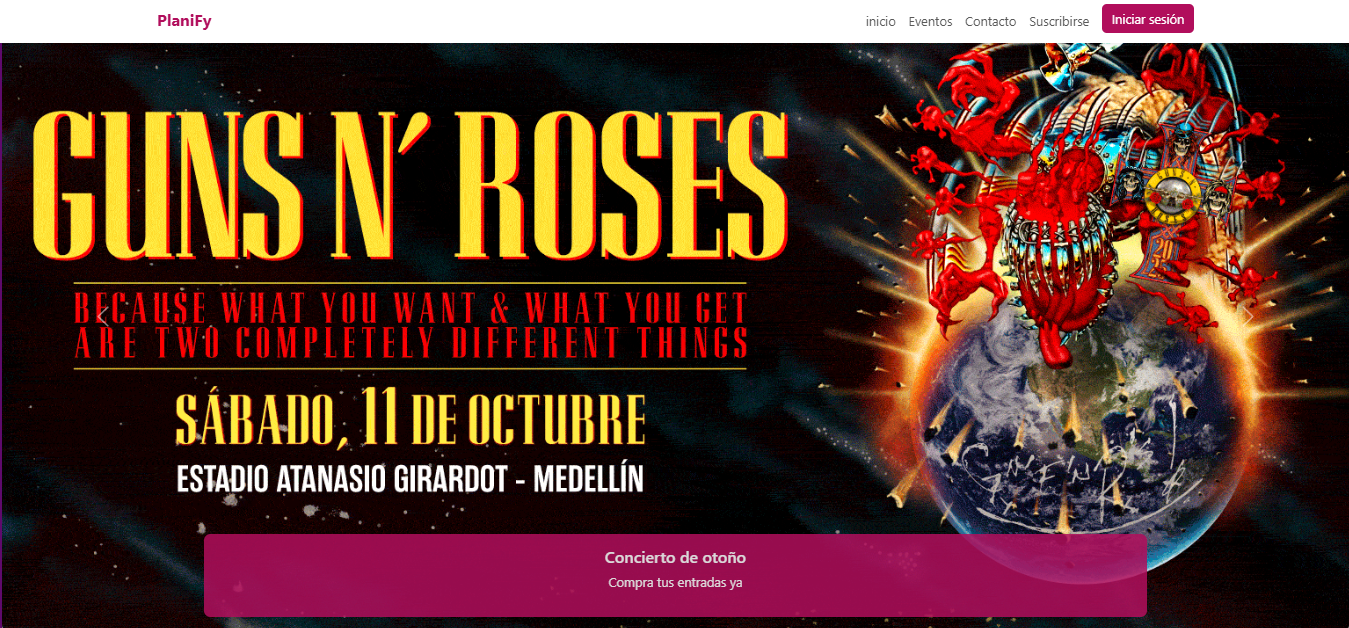 PlaniFy
inicio Eventos Contacto Suscribirse Iniciar sesión
GUNS N' ROSES
BECAUSE WHAT YOU WANT & WHAT YOU GET
ARE TWO COMPLETELY DIFFERENT THINGS
SÁBADO, 11 DE OCTUBRE
ESTADIO ATANASIO GIRARDOT - MEDELLÍN
Concierto de otoño
Compra tus entradas ya